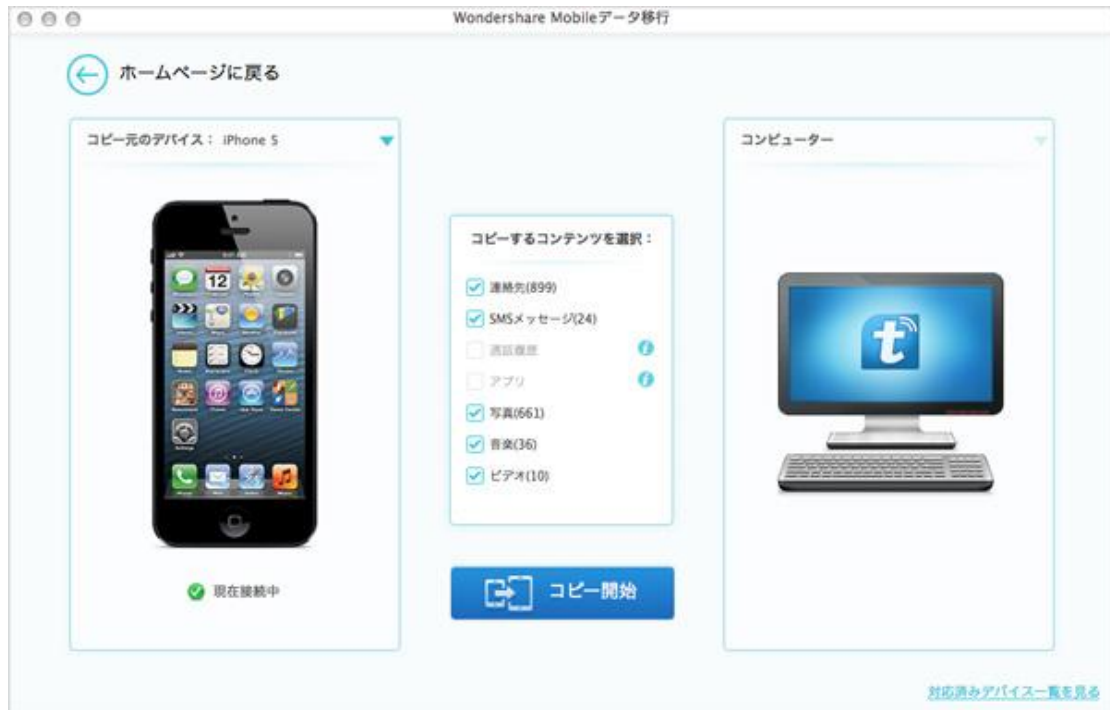 Wondershare Mobileデータ移行
ホームページに戻る
コピー元のデバイス： iPhone 5
コンピューター
コピーするコンテンツを選択：
連絡先(899)
SMSメッセージ(24)
通話履歴
アプリ
写真(661)
音楽(36)
ビデオ(10)
12
t
現在接続中
コピー開始
対応済みデバイス一覧を見る